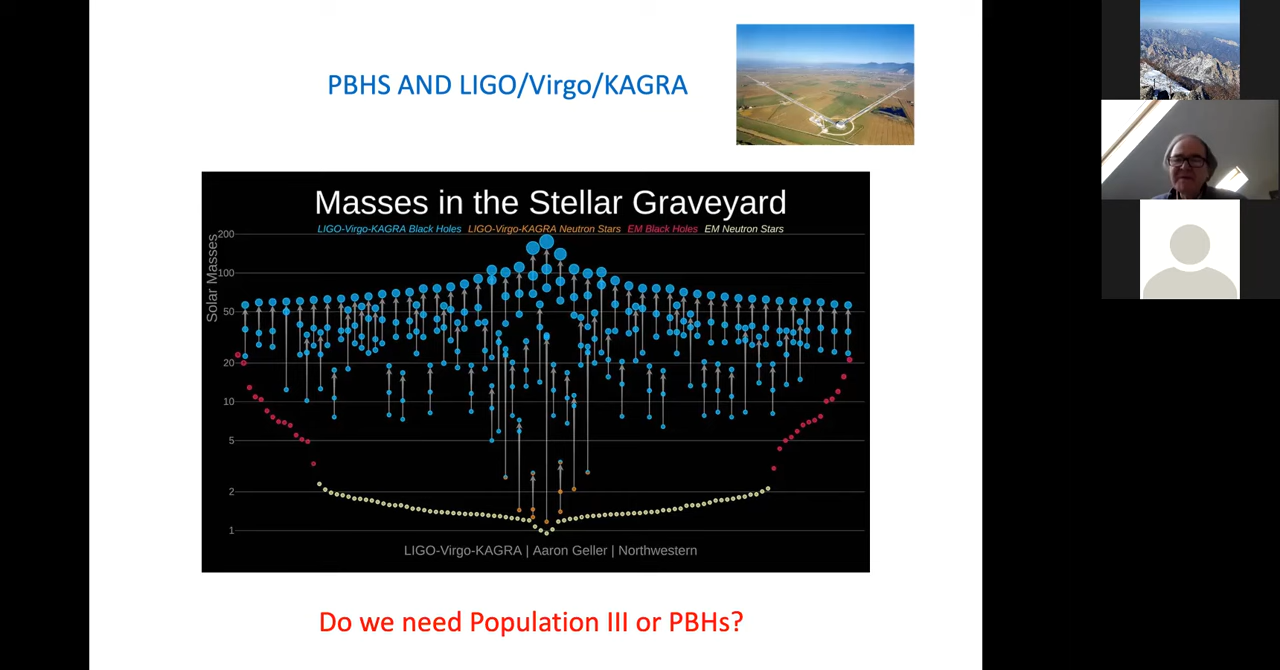 PBHS AND LIGO/Virgo/KAGRA
Masses in the Stellar Graveyard
LIGO-Virgo-KAGRA Black Holes LIGO-Virgo-KAGRA Neutron Stars EM Black Holes EM Neutron Stars
Solar Masses
200
100
50
20
10
5
2
1
LIGO-Virgo-KAGRA | Aaron Geller | Northwestern
Do we need Population III or PBHs?